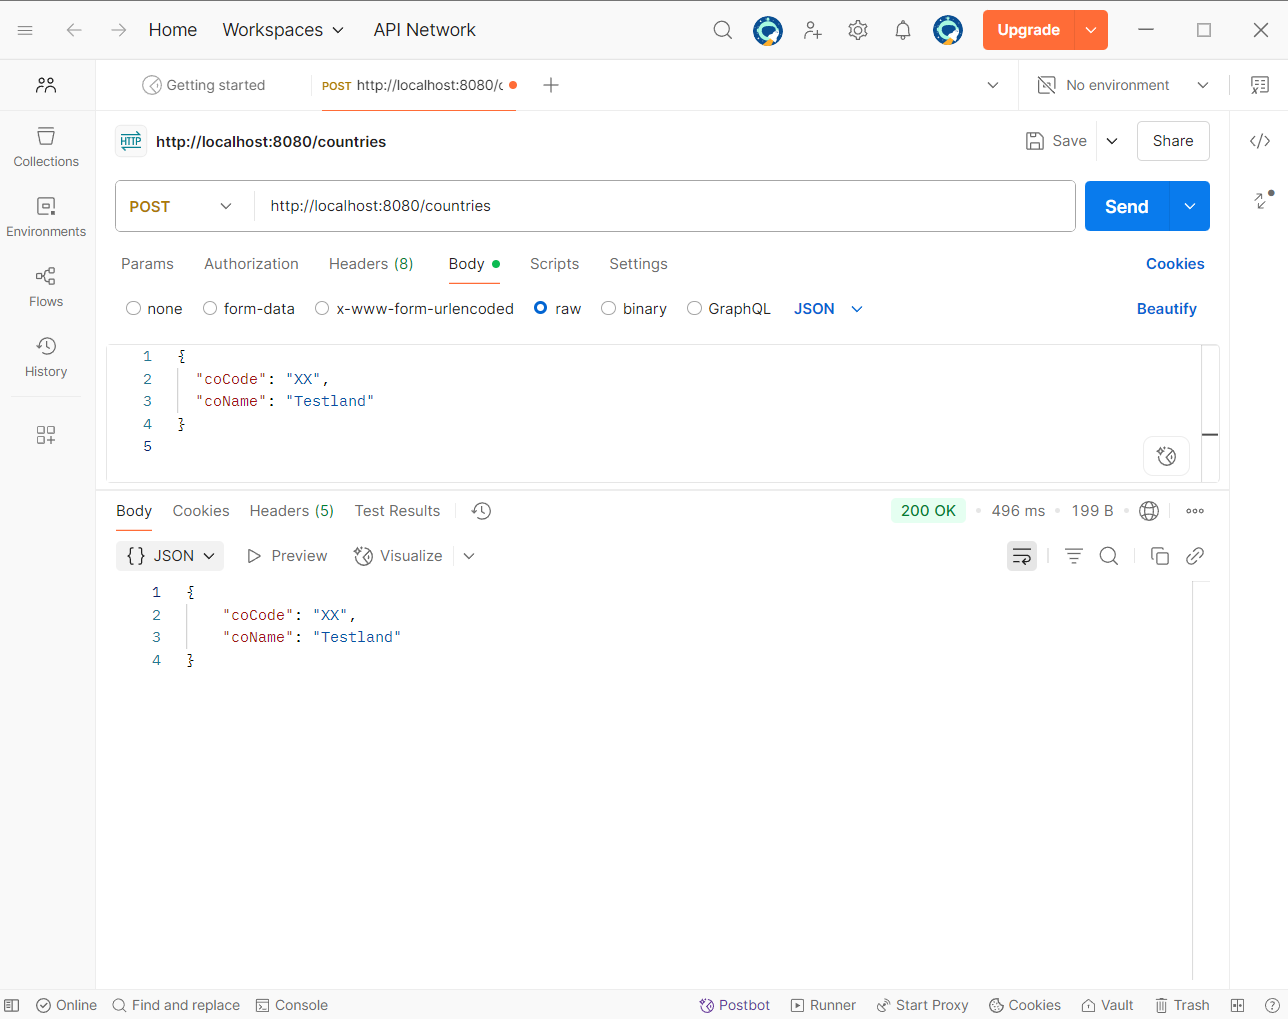 Home Workspaces API Network Upgrade
Getting started POST http://localhost:8080/c No environment
HTTP http://localhost:8080/countries Save Share
Collections
Environments
Flows
History
POST http://localhost:8080/countries Send
Params Authorization Headers (8) Body Scripts Settings Cookies
none form-data x-www-form-urlencoded raw binary GraphQL JSON Beautify
1 {
2 "coCode": "XX",
3 "coName": "Testland"
4 }
5
Body Cookies Headers (5) Test Results 200 OK 496 ms 199 B
{} JSON Preview Visualize
1 {
2 "coCode": "XX",
3 "coName": "Testland"
4 }
Online Find and replace Console Postbot Runner Start Proxy Cookies Vault Trash